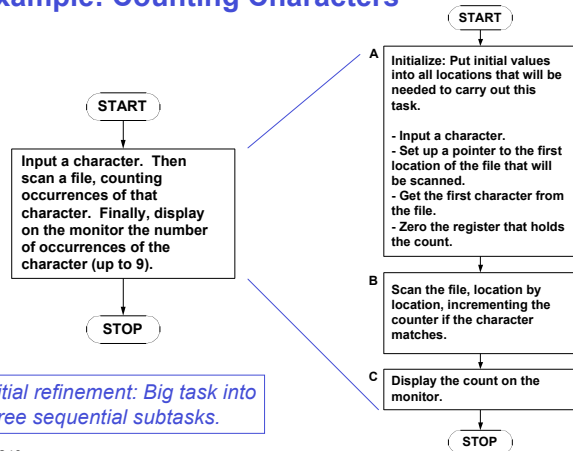 xample: Counting Characters
START
Input a character. Then
scan a file, counting
occurrences of that
character. Finally, display
on the monitor the number
of occurrences of the
character (up to 9).
STOP
itial refinement: Big task into
ree sequential subtasks.
START
A
Initialize: Put initial values
into all locations that will be
needed to carry out this
task.
- Input a character.
- Set up a pointer to the first
location of the file that will
be scanned.
- Get the first character from
the file.
- Zero the register that holds
the count.
B
Scan the file, location by
location, incrementing the
counter if the character
matches.
C
Display the count on the
monitor.
STOP